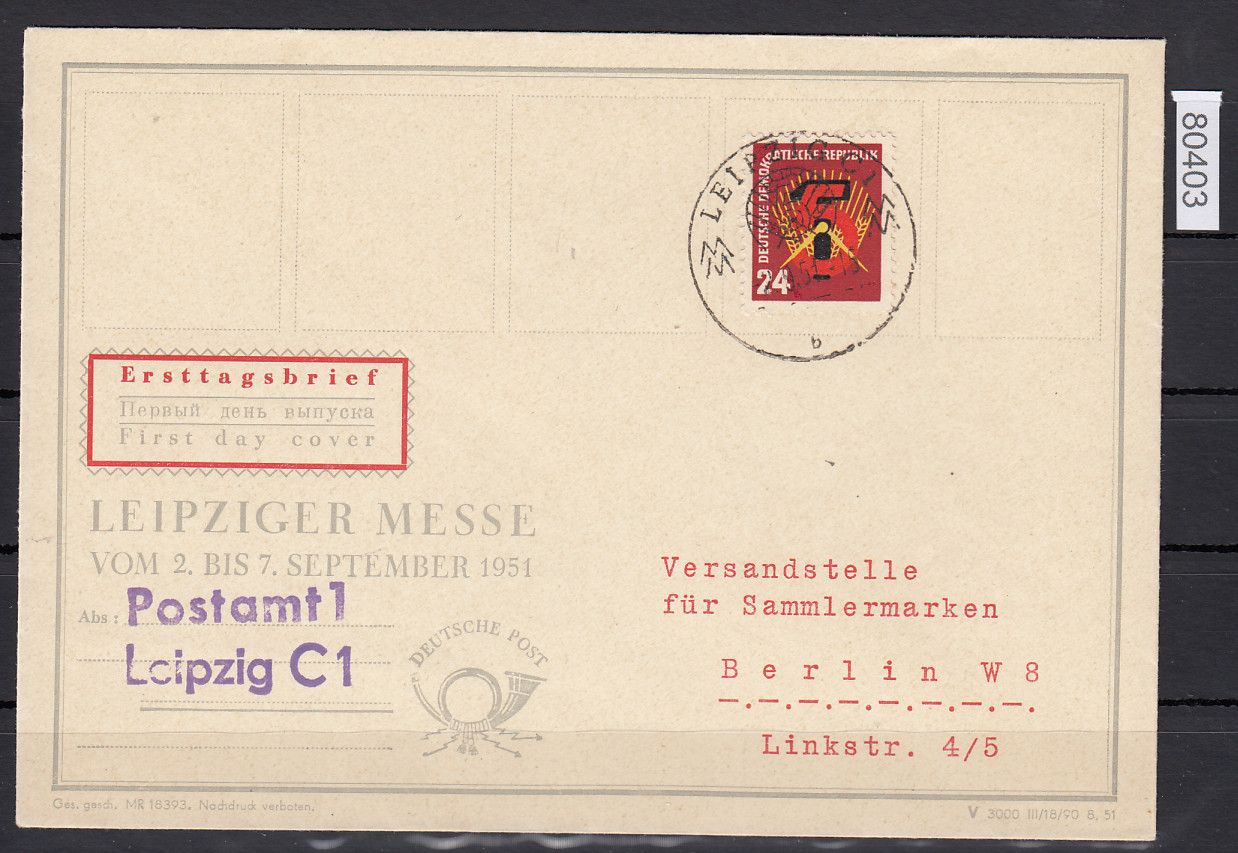 LEIPZIG C1
DEUTSCHE DEMOKRATISCHE REPUBLIK
24
b
80403
Ersttagsbrief
Первый день выпуска
First day cover
LEIPZIGER MESSE
VOM 2. BIS 7. SEPTEMBER 1951
Abs: Postamt 1
Leipzig C 1
DEUTSCHE POST
Versandstelle
für Sammlermarken
Berlin W 8
-.-.-.-.-.-.-.-.
Linkstr. 4/5
Ges. gesch. MR 18393. Nachdruck verboten.
V 3000 III/18/90 8, 51